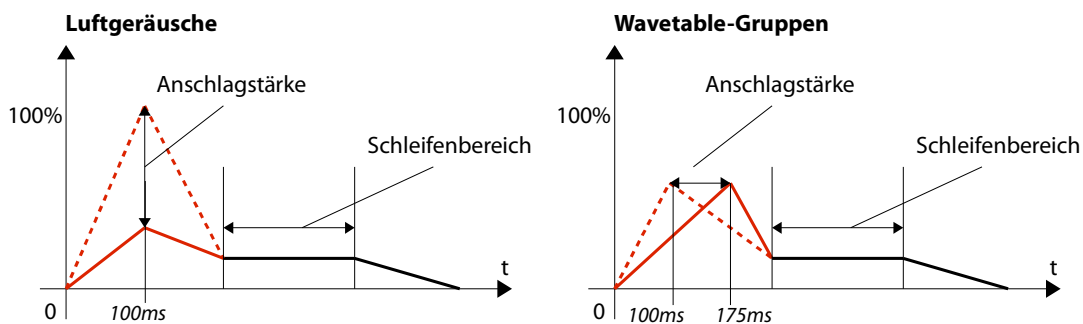 Luftgeräusche
Anschlagstärke
100%
Schleifenbereich
t
0
100ms
Wavetable-Gruppen
Anschlagstärke
100%
Schleifenbereich
t
0
100ms
175ms